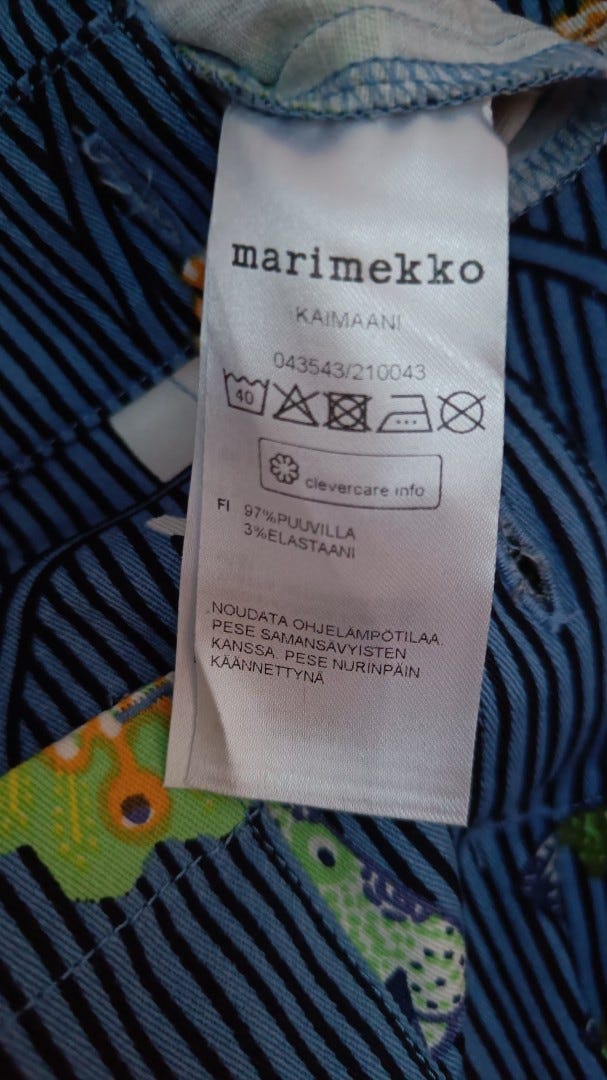 marimekko
KAIMAANI
043543/210043
40
clevercare info
FI 97%PUUVILLA
3%ELASTAANI
NOUDATA OHJELÄMPÖTILAA.
PESE SAMANSÄVYISTEN
KANSSA. PESE NURINPÄIN
KÄÄNNETTYNÄ